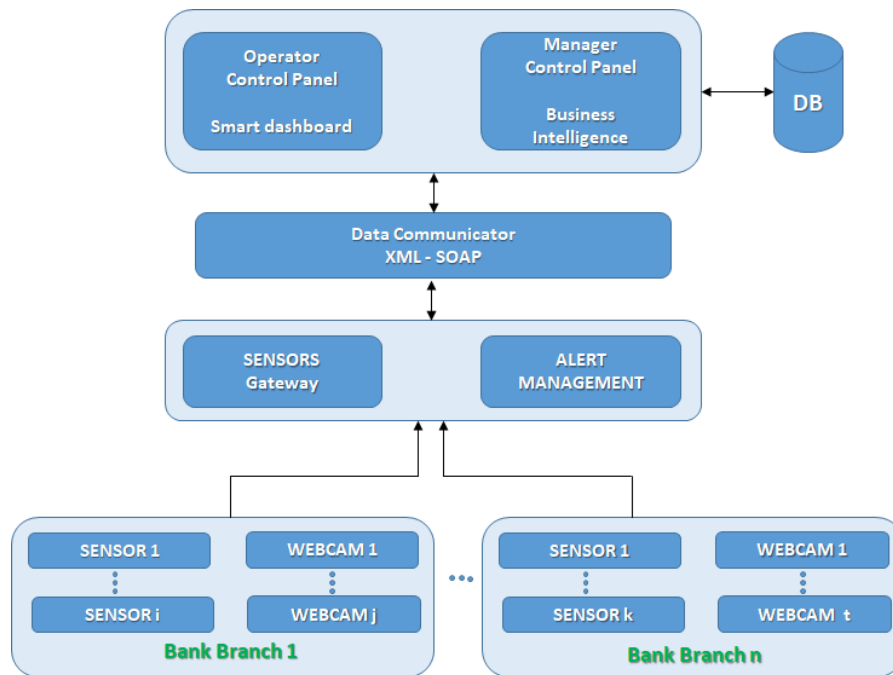 Operator
Control Panel
Smart dashboard
Manager
Control Panel
Business
Intelligence
DB
Data Communicator
XML - SOAP
SENSORS
Gateway
ALERT
MANAGEMENT
SENSOR 1
WEBCAM 1
SENSOR i
WEBCAM j
Bank Branch 1
SENSOR 1
WEBCAM 1
SENSOR k
WEBCAM t
Bank Branch n